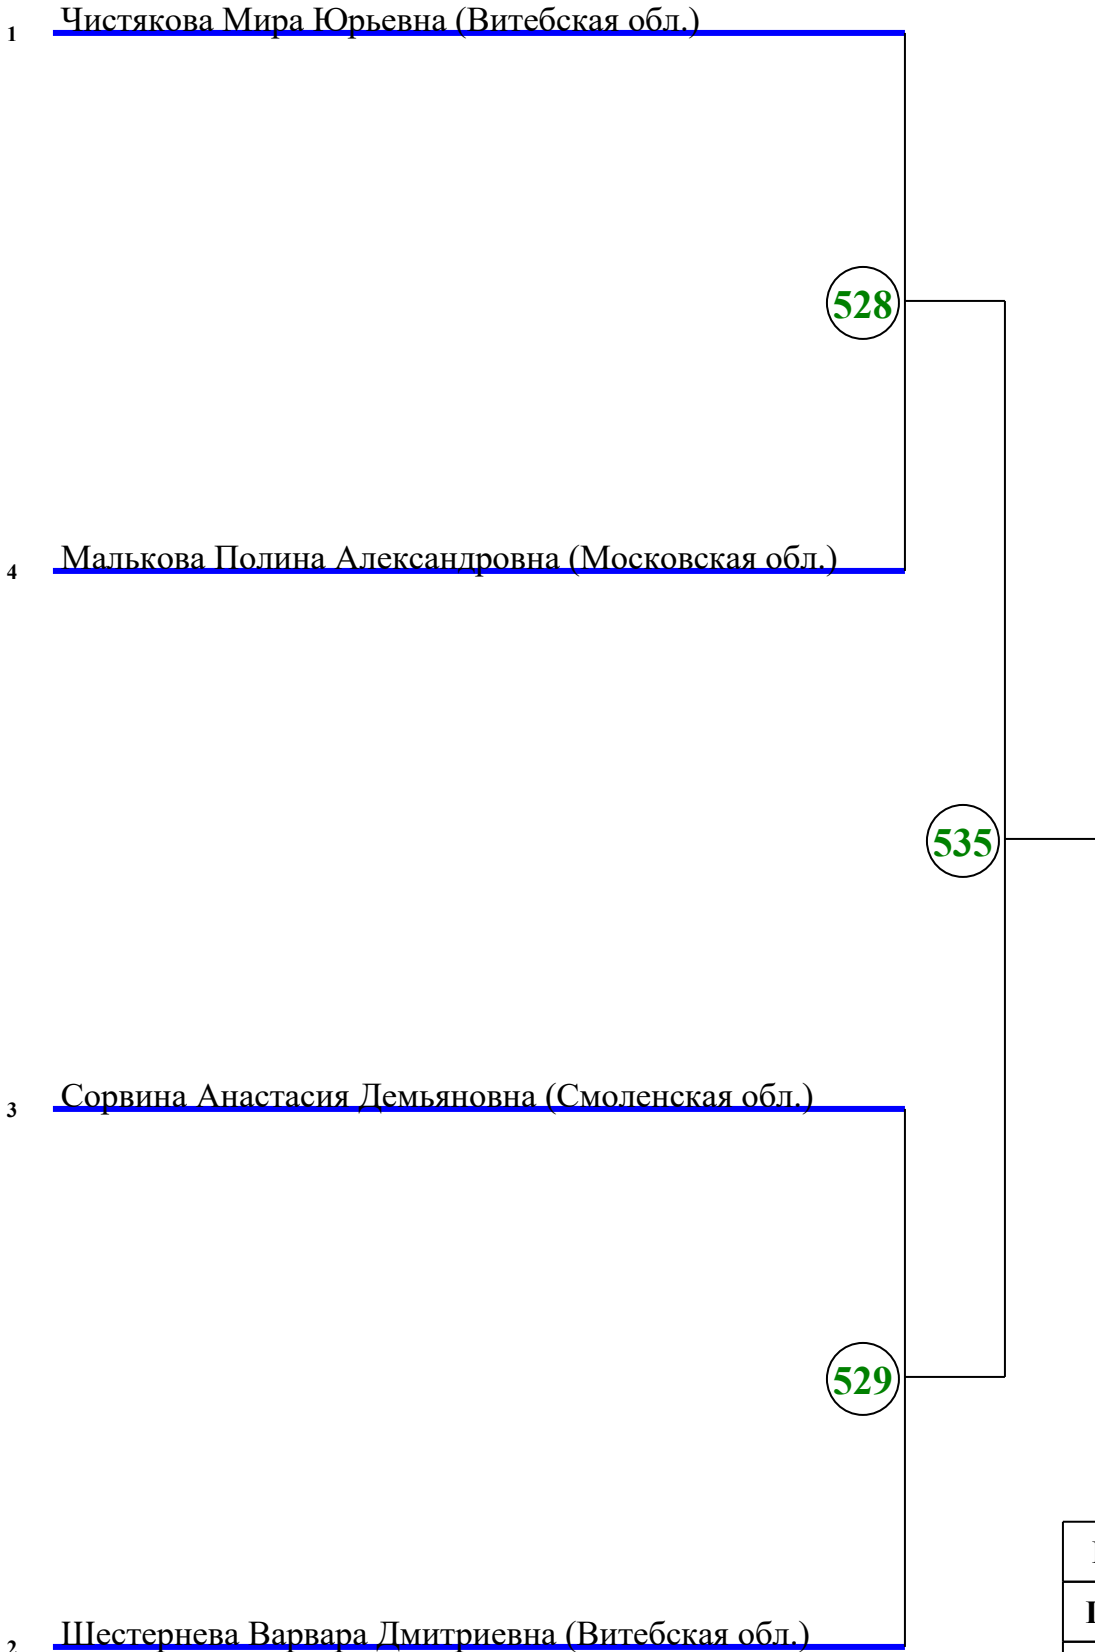 1 Чистякова Мира Юрьевна (Витебская обл.)
528
4 Малькова Полина Александровна (Московская обл.)
535
3 Сорвина Анастасия Демьяновна (Смоленская обл.)
529
2 Шестернева Варвара Дмитриевна (Витебская обл.)